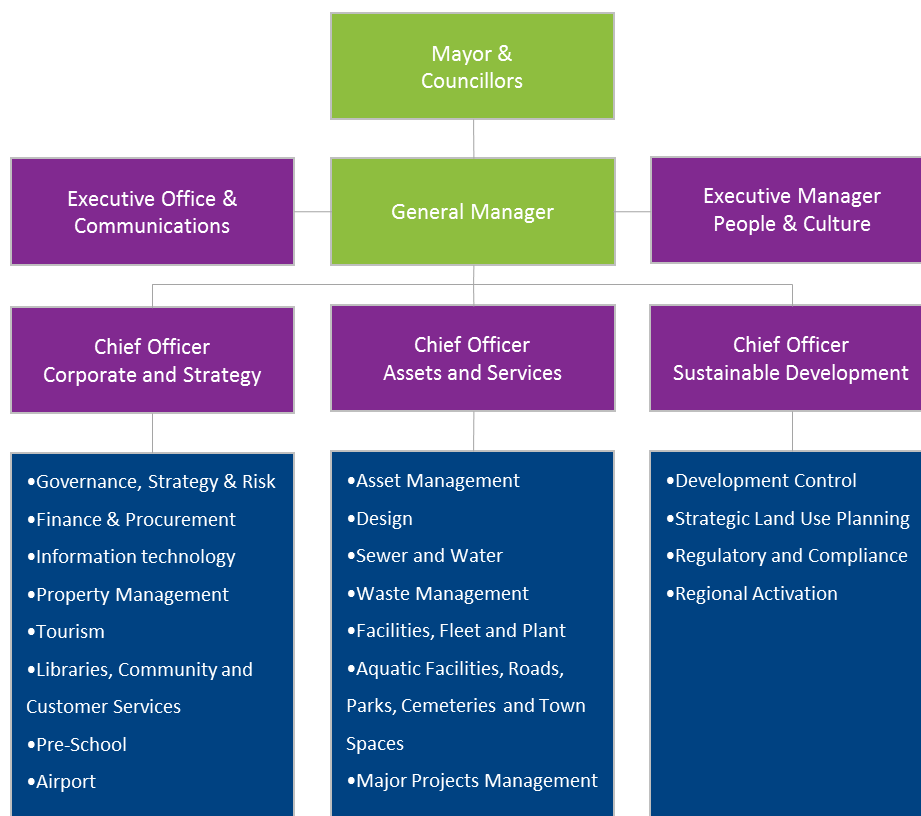 Mayor &
Councillors
Executive Office &
Communications
General Manager
Executive Manager
People & Culture
Chief Officer
Corporate and Strategy
Chief Officer
Assets and Services
Chief Officer
Sustainable Development
•Governance, Strategy & Risk
•Finance & Procurement
•Information technology
•Property Management
•Tourism
•Libraries, Community and
Customer Services
•Pre-School
•Airport
•Asset Management
•Design
•Sewer and Water
•Waste Management
•Facilities, Fleet and Plant
•Aquatic Facilities, Roads,
Parks, Cemeteries and Town
Spaces
•Major Projects Management
•Development Control
•Strategic Land Use Planning
•Regulatory and Compliance
•Regional Activation